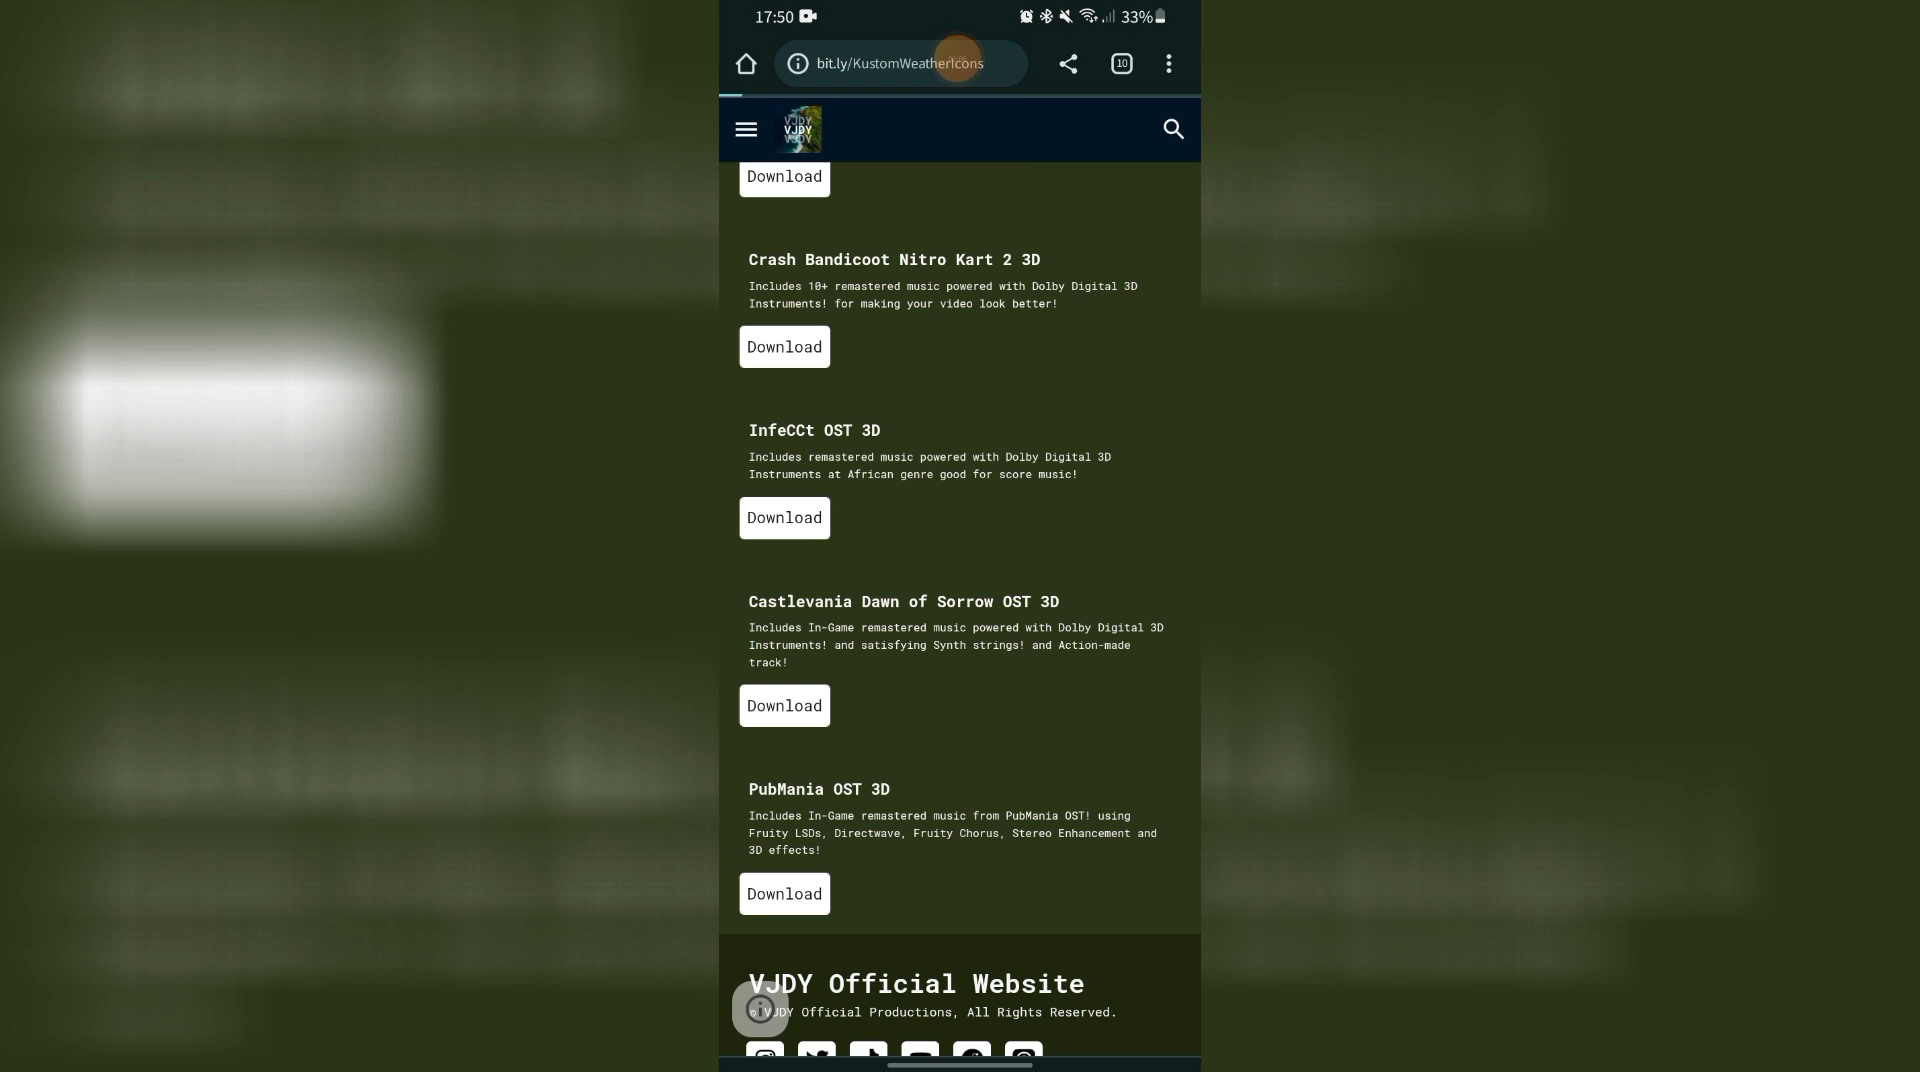 17:50
33%
bit.ly/KustomWeatherIcons
10
VJDY
VJDY
VJDY
Download
Crash Bandicoot Nitro Kart 2 3D
Includes 10+ remastered music powered with Dolby Digital 3D
Instruments! for making your video look better!
Download
InfeCCt OST 3D
Includes remastered music powered with Dolby Digital 3D
Instruments at African genre good for score music!
Download
Castlevania Dawn of Sorrow OST 3D
Includes In-Game remastered music powered with Dolby Digital 3D
Instruments! and satisfying Synth strings! and Action-made
track!
Download
PubMania OST 3D
Includes In-Game remastered music from PubMania OST! using
Fruity LSDs, Directwave, Fruity Chorus, Stereo Enhancement and
3D effects!
Download
VJDY Official Website
© VJDY Official Productions, All Rights Reserved.